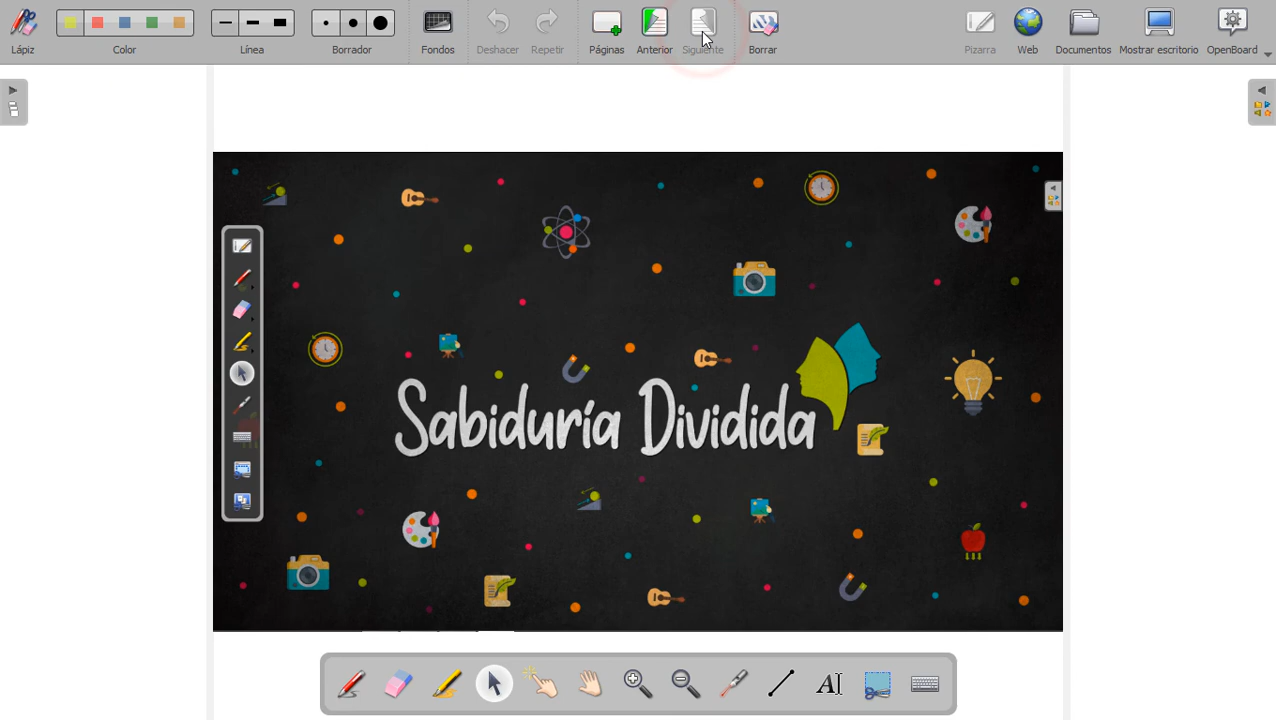 Lápiz
Color
Línea
Borrador
Fondos
Deshacer
Repetir
Páginas
Anterior
Siguiente
Borrar
Pizarra
Web
Documentos
Mostrar escritorio
OpenBoard
Sabiduría Dividida
A